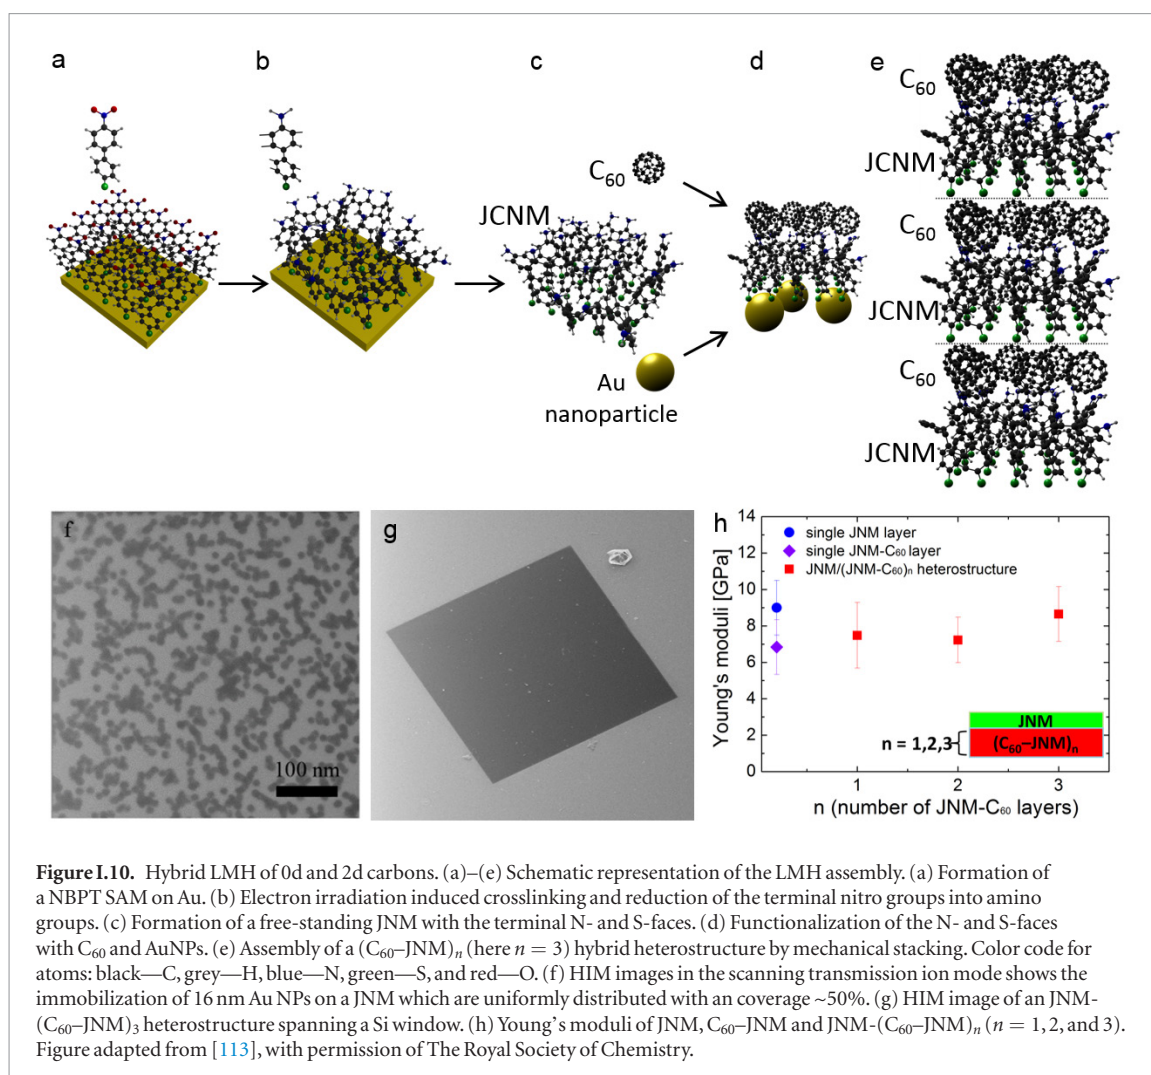 a
b
c
d
e
C₆₀
JCNM
C₆₀
JCNM
C₆₀
JCNM
C₆₀
JCNM
Au
nanoparticle
f
100 nm
g
h
14
12
10
8
6
4
2
0
Young's moduli [GPa]
single JNM layer
single JNM-C₆₀ layer
JNM/(JNM-C₆₀)ₙ heterostructure
JNM
n = 1,2,3
(C₆₀–JNM)ₙ
1
2
3
n (number of JNM-C₆₀ layers)
Figure I.10. Hybrid LMH of 0d and 2d carbons. (a)–(e) Schematic representation of the LMH assembly. (a) Formation of
a NBPT SAM on Au. (b) Electron irradiation induced crosslinking and reduction of the terminal nitro groups into amino
groups. (c) Formation of a free-standing JNM with the terminal N- and S-faces. (d) Functionalization of the N- and S-faces
with C₆₀ and AuNPs. (e) Assembly of a (C₆₀–JNM)ₙ (here n = 3) hybrid heterostructure by mechanical stacking. Color code for
atoms: black—C, grey—H, blue—N, green—S, and red—O. (f) HIM images in the scanning transmission ion mode shows the
immobilization of 16 nm Au NPs on a JNM which are uniformly distributed with an coverage ~50%. (g) HIM image of an JNM-
(C₆₀–JNM)₃ heterostructure spanning a Si window. (h) Young's moduli of JNM, C₆₀–JNM and JNM-(C₆₀–JNM)ₙ (n = 1, 2, and 3).
Figure adapted from [113], with permission of The Royal Society of Chemistry.